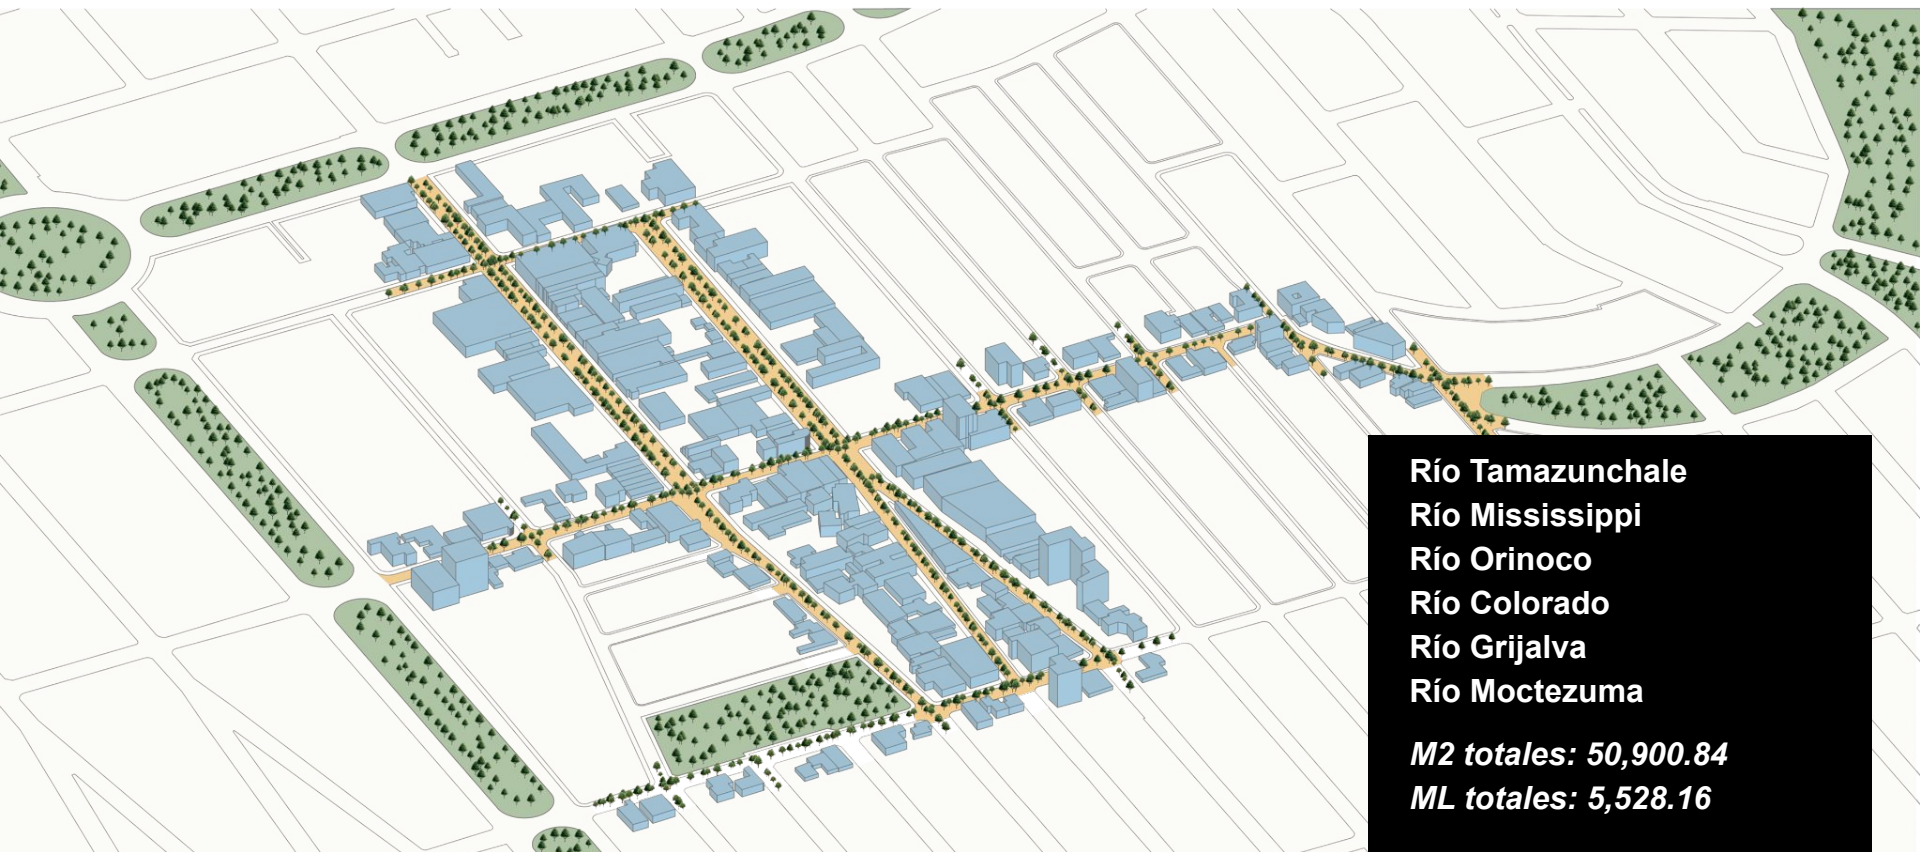 Río Tamazunchale
Río Mississippi
Río Orinoco
Río Colorado
Río Grijalva
Río Moctezuma
M2 totales: 50,900.84
ML totales: 5,528.16